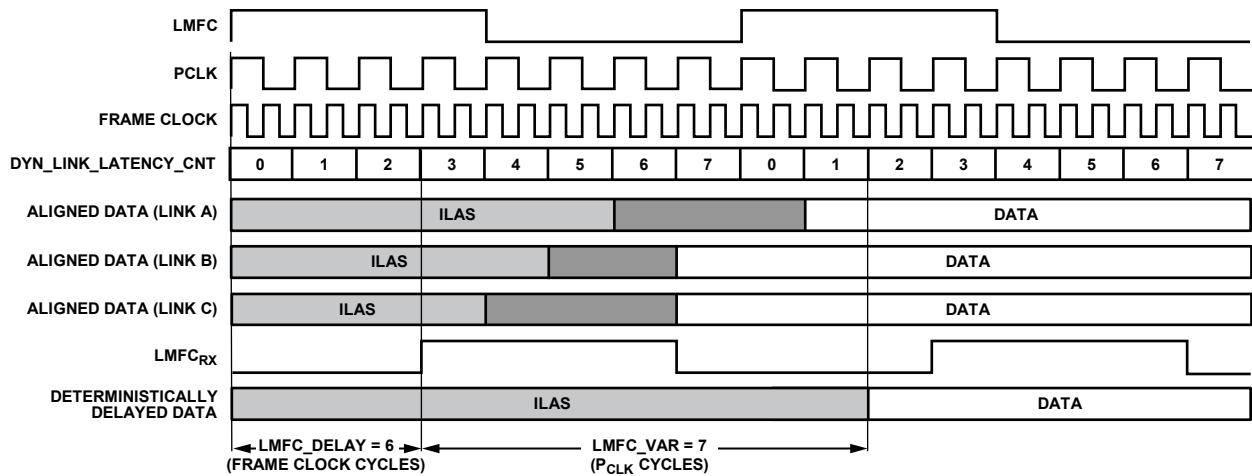 LMFC
PCLK
FRAME CLOCK
DYN_LINK_LATENCY_CNT 0 1 2 3 4 5 6 7 0 1 2 3 4 5 6 7
ALIGNED DATA (LINK A) ILAS DATA
ALIGNED DATA (LINK B) ILAS DATA
ALIGNED DATA (LINK C) ILAS DATA
LMFCRX
DETERMINISTICALLY
DELAYED DATA ILAS DATA
LMFC_DELAY = 6
(FRAME CLOCK CYCLES)
LMFC_VAR = 7
(PCLK CYCLES)